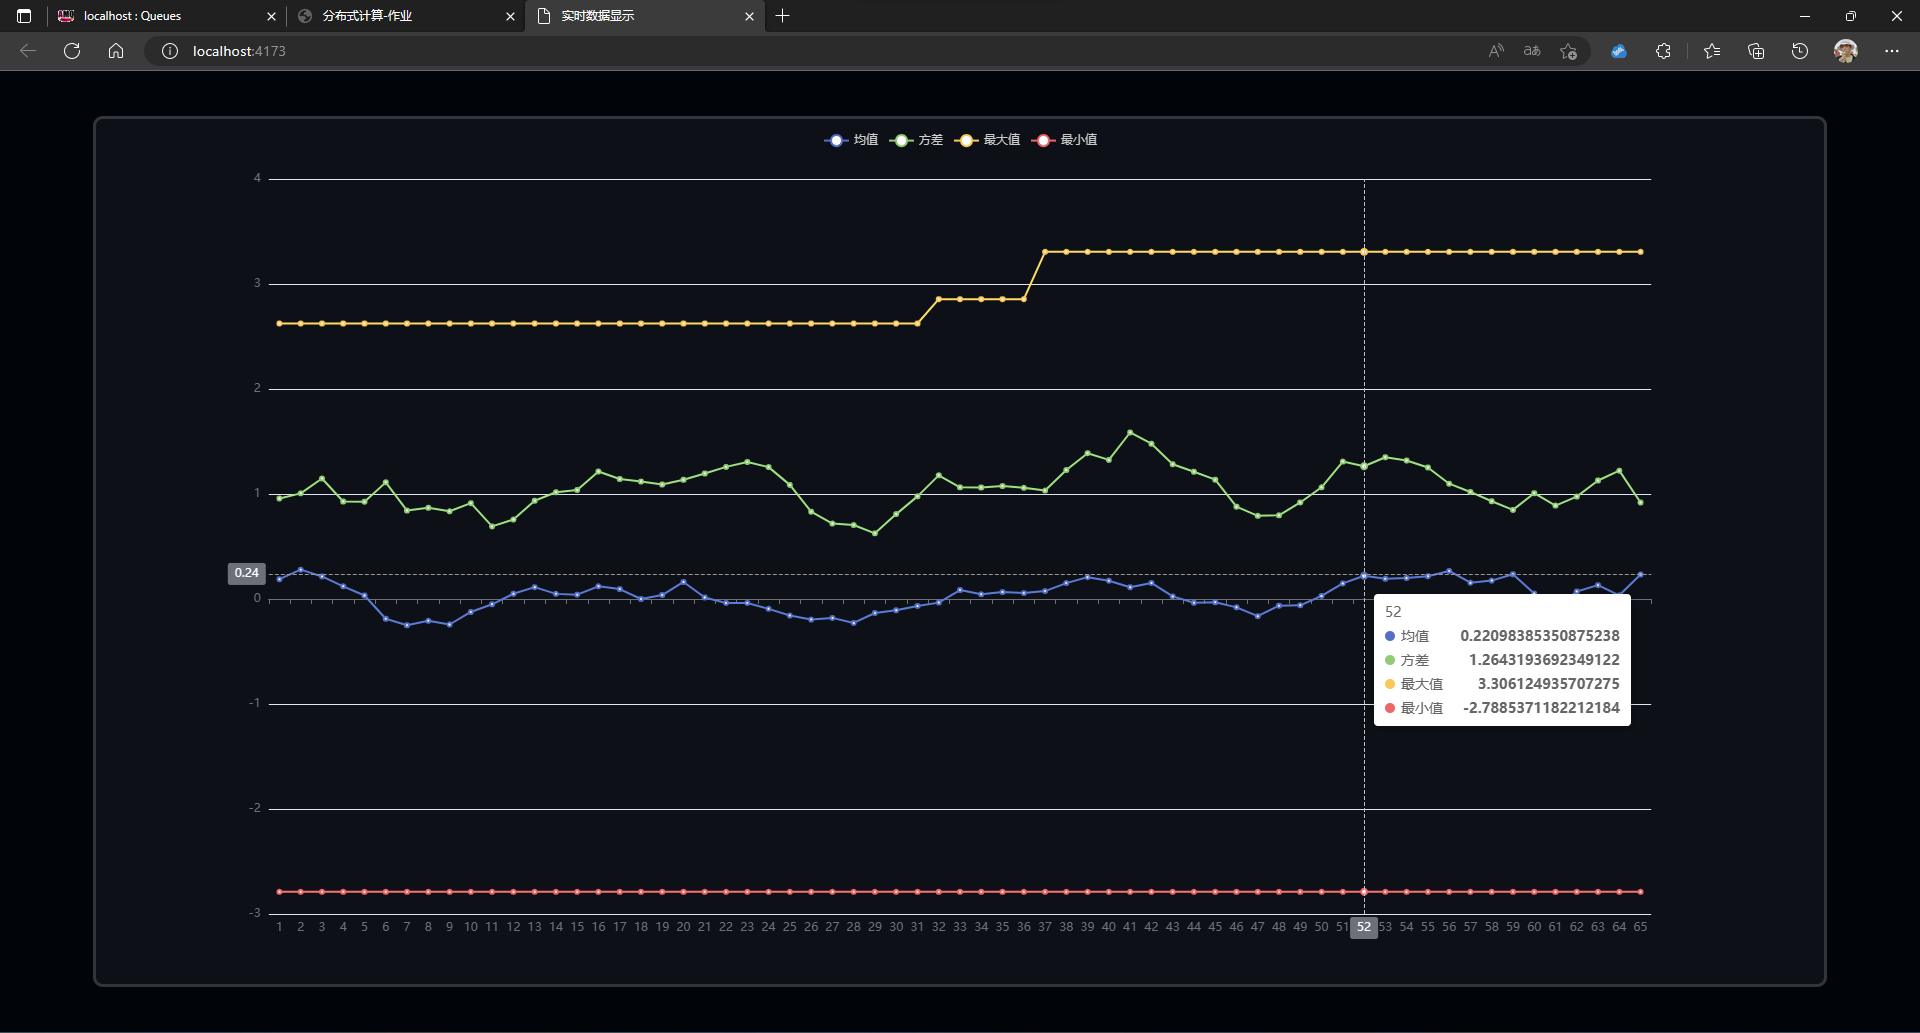 localhost : Queues
分布式计算-作业
实时数据显示
localhost:4173
均值 方差 最大值 最小值
4
3
2
1
0.24
0
-1
-2
-3
52
均值 0.22098385350875238
方差 1.2643193692349122
最大值 3.306124935707275
最小值 -2.7885371182212184
1 2 3 4 5 6 7 8 9 10 11 12 13 14 15 16 17 18 19 20 21 22 23 24 25 26 27 28 29 30 31 32 33 34 35 36 37 38 39 40 41 42 43 44 45 46 47 48 49 50 51 52 53 54 55 56 57 58 59 60 61 62 63 64 65